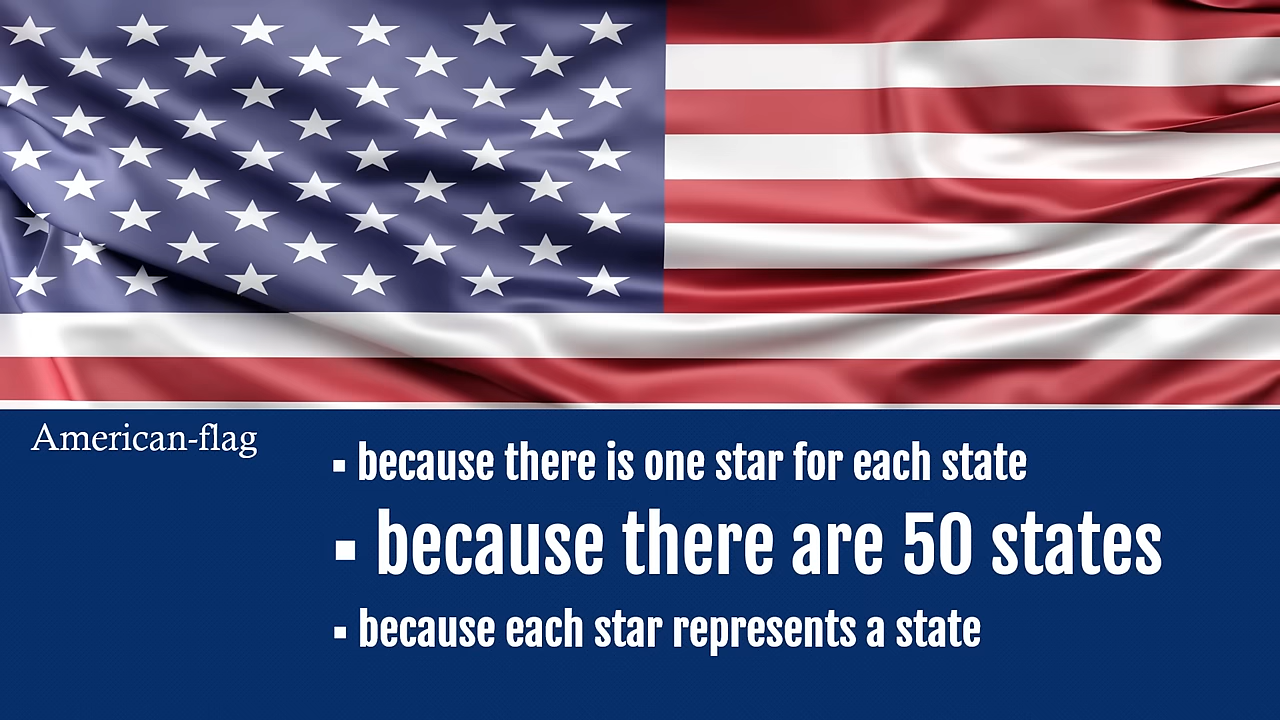 American-flag
▪ because there is one star for each state
▪ because there are 50 states
▪ because each star represents a state